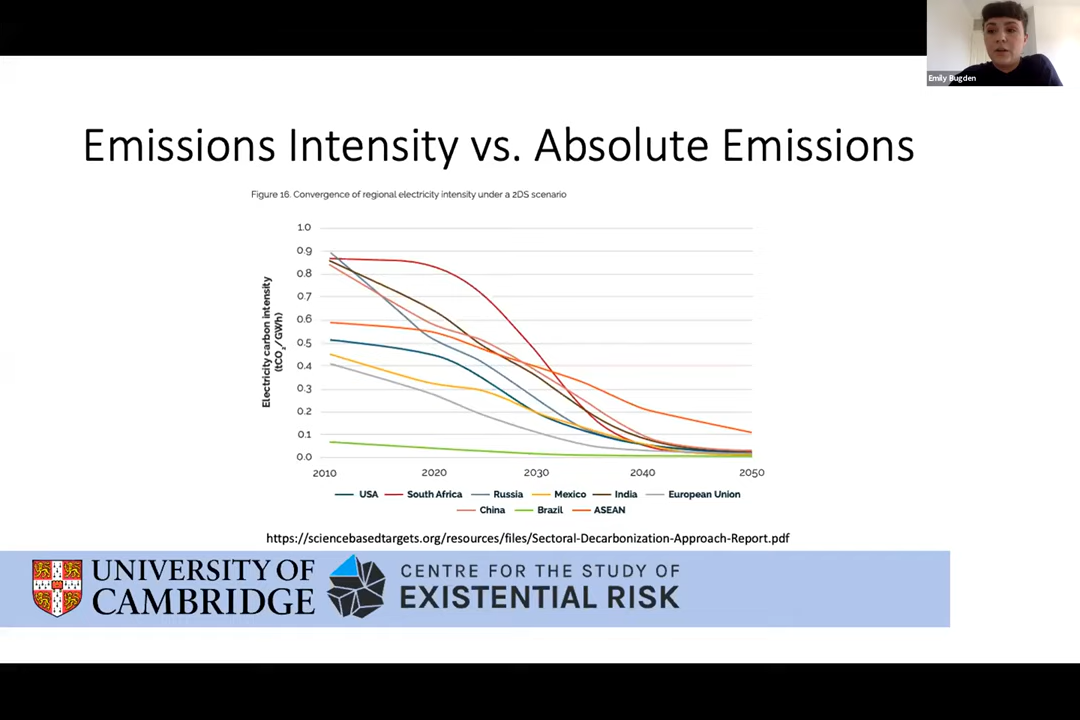 Emily Bugden
Emissions Intensity vs. Absolute Emissions
Figure 16. Convergence of regional electricity intensity under a 2DS scenario
Electricity carbon intensity
(tCO2/GWh)
1.0
0.9
0.8
0.7
0.6
0.5
0.4
0.3
0.2
0.1
0.0
2010 2020 2030 2040 2050
USA South Africa Russia Mexico India European Union
China Brazil ASEAN
https://sciencebasedtargets.org/resources/files/Sectoral-Decarbonization-Approach-Report.pdf
UNIVERSITY OF
CAMBRIDGE
CENTRE FOR THE STUDY OF
EXISTENTIAL RISK